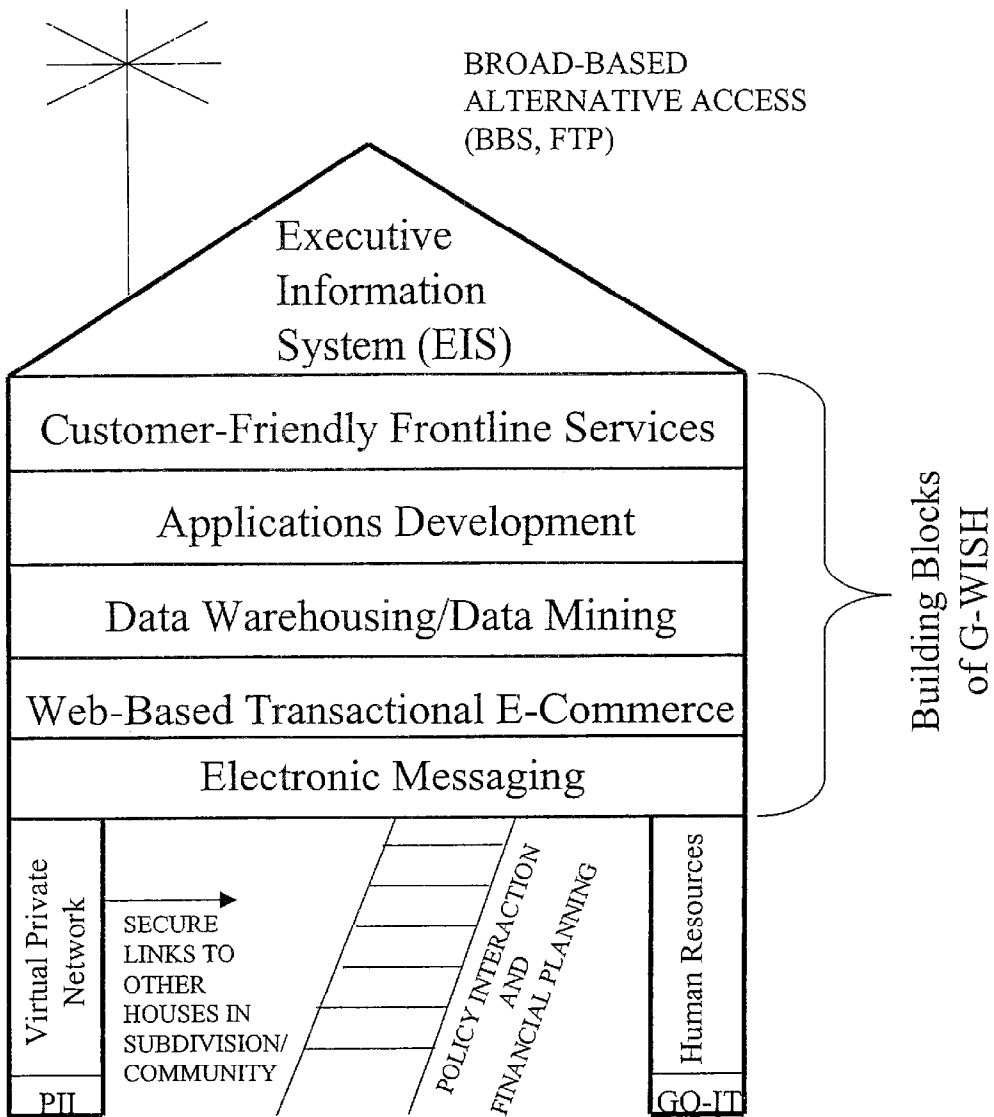 BROAD-BASED
ALTERNATIVE ACCESS
(BBS, FTP)
Executive
Information
System (EIS)
Customer-Friendly Frontline Services
Applications Development
Data Warehousing/Data Mining
Web-Based Transactional E-Commerce
Electronic Messaging
Building Blocks
of G-WISH
Virtual Private
Network
PII
SECURE
LINKS TO
OTHER
HOUSES IN
SUBDIVISION/
COMMUNITY
POLICY INTERACTION
AND
FINANCIAL PLANNING
Human Resources
GO-IT